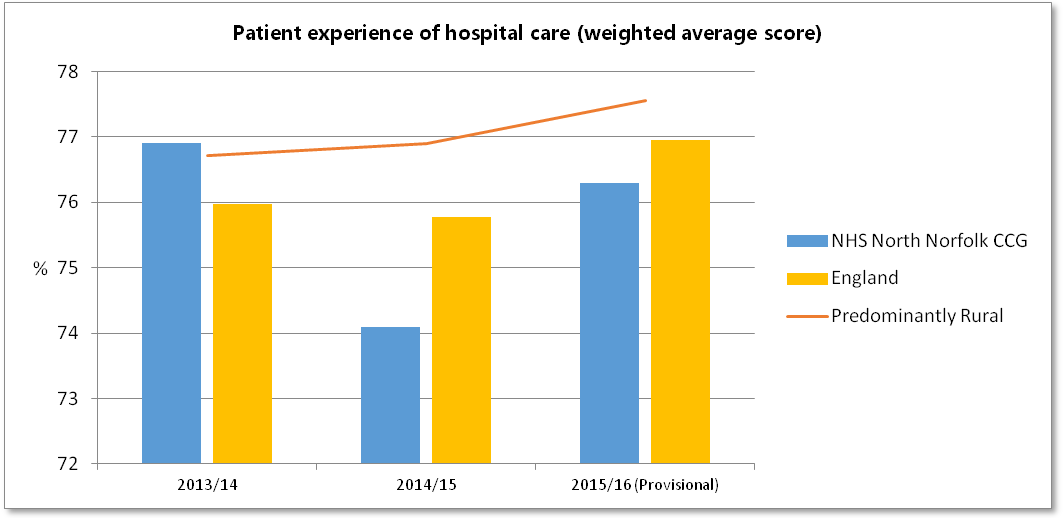 Patient experience of hospital care (weighted average score)
78
77
76
% 75
74
73
72
2013/14 2014/15 2015/16 (Provisional)
NHS North Norfolk CCG
England
Predominantly Rural